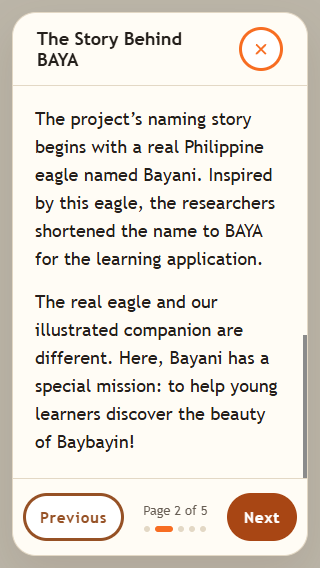 The Story Behind
BAYA
The project’s naming story
begins with a real Philippine
eagle named Bayani. Inspired
by this eagle, the researchers
shortened the name to BAYA
for the learning application.
The real eagle and our
illustrated companion are
different. Here, Bayani has a
special mission: to help young
learners discover the beauty
of Baybayin!
Previous
Page 2 of 5
Next